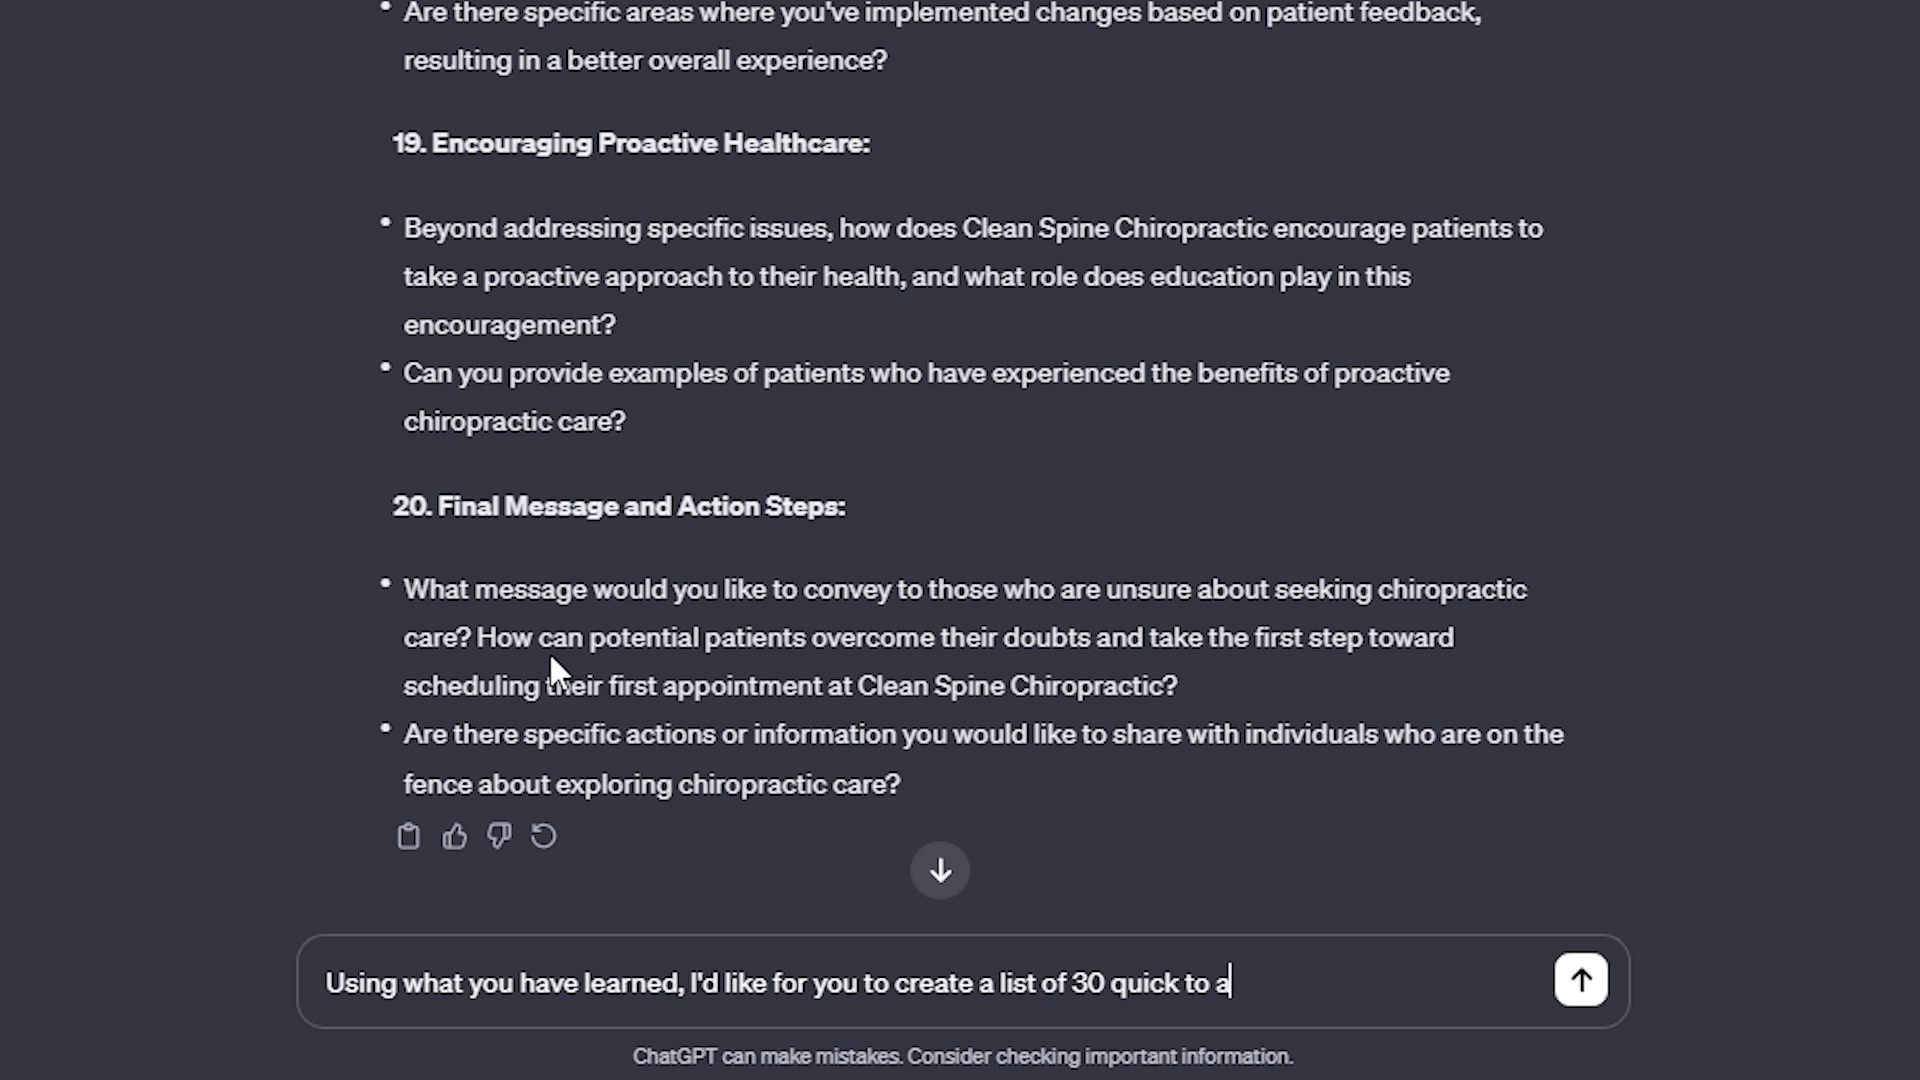 Are there specific areas where you've implemented changes based on patient feedback,
resulting in a better overall experience?
19. Encouraging Proactive Healthcare:
Beyond addressing specific issues, how does Clean Spine Chiropractic encourage patients to
take a proactive approach to their health, and what role does education play in this
encouragement?
Can you provide examples of patients who have experienced the benefits of proactive
chiropractic care?
20. Final Message and Action Steps:
What message would you like to convey to those who are unsure about seeking chiropractic
care? How can potential patients overcome their doubts and take the first step toward
scheduling their first appointment at Clean Spine Chiropractic?
Are there specific actions or information you would like to share with individuals who are on the
fence about exploring chiropractic care?
Using what you have learned, I'd like for you to create a list of 30 quick to a
ChatGPT can make mistakes. Consider checking important information.